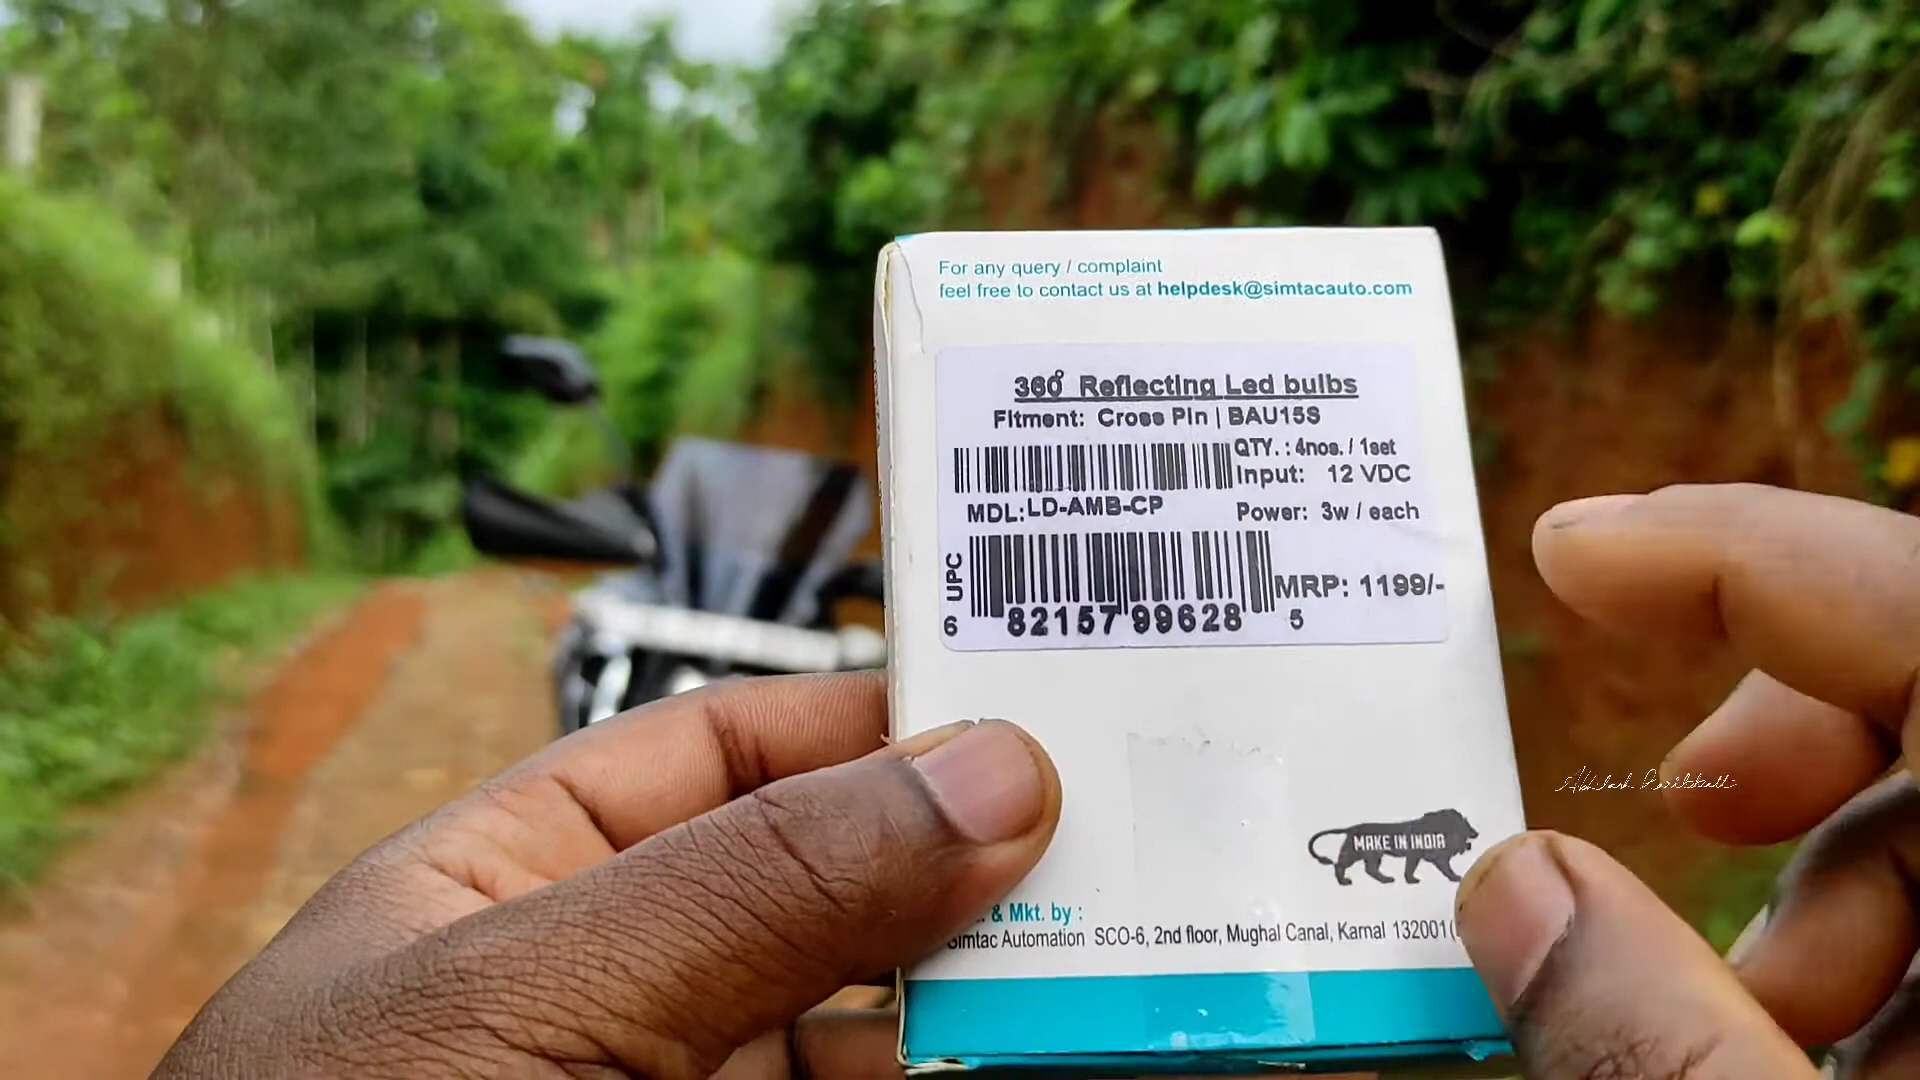 For any query / complaint
feel free to contact us at helpdesk@simtacauto.com
360° Reflecting Led bulbs
Fitment: Cross Pin | BAU15S
QTY. : 4nos. / 1set
Input: 12 VDC
MDL:LD-AMB-CP
Power: 3w / each
UPC
MRP: 1199/-
6 82157 99628 5
MAKE IN INDIA
& Mkt. by :
Simtac Automation SCO-6, 2nd floor, Mughal Canal, Karnal 132001(